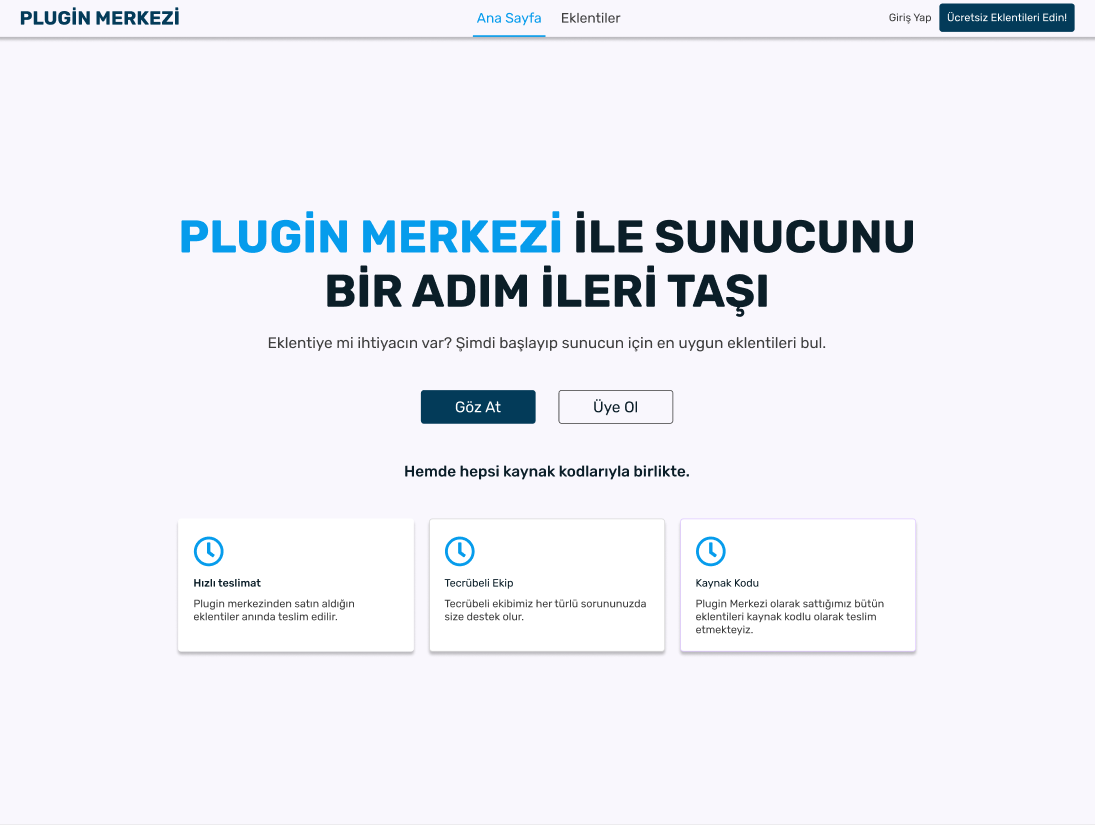 PLUGİN MERKEZİ
Ana Sayfa
Eklentiler
Giriş Yap
Ücretsiz Eklentileri Edin!
PLUGİN MERKEZİ İLE SUNUCUNU
BİR ADIM İLERİ TAŞI
Eklentiye mi ihtiyacın var? Şimdi başlayıp sunucun için en uygun eklentileri bul.
Göz At
Üye Ol
Hemde hepsi kaynak kodlarıyla birlikte.
Hızlı teslimat
Plugin merkezinden satın aldığın
eklentiler anında teslim edilir.
Tecrübeli Ekip
Tecrübeli ekibimiz her türlü sorununuzda
size destek olur.
Kaynak Kodu
Plugin Merkezi olarak sattığımız bütün
eklentileri kaynak kodlu olarak teslim
etmekteyiz.